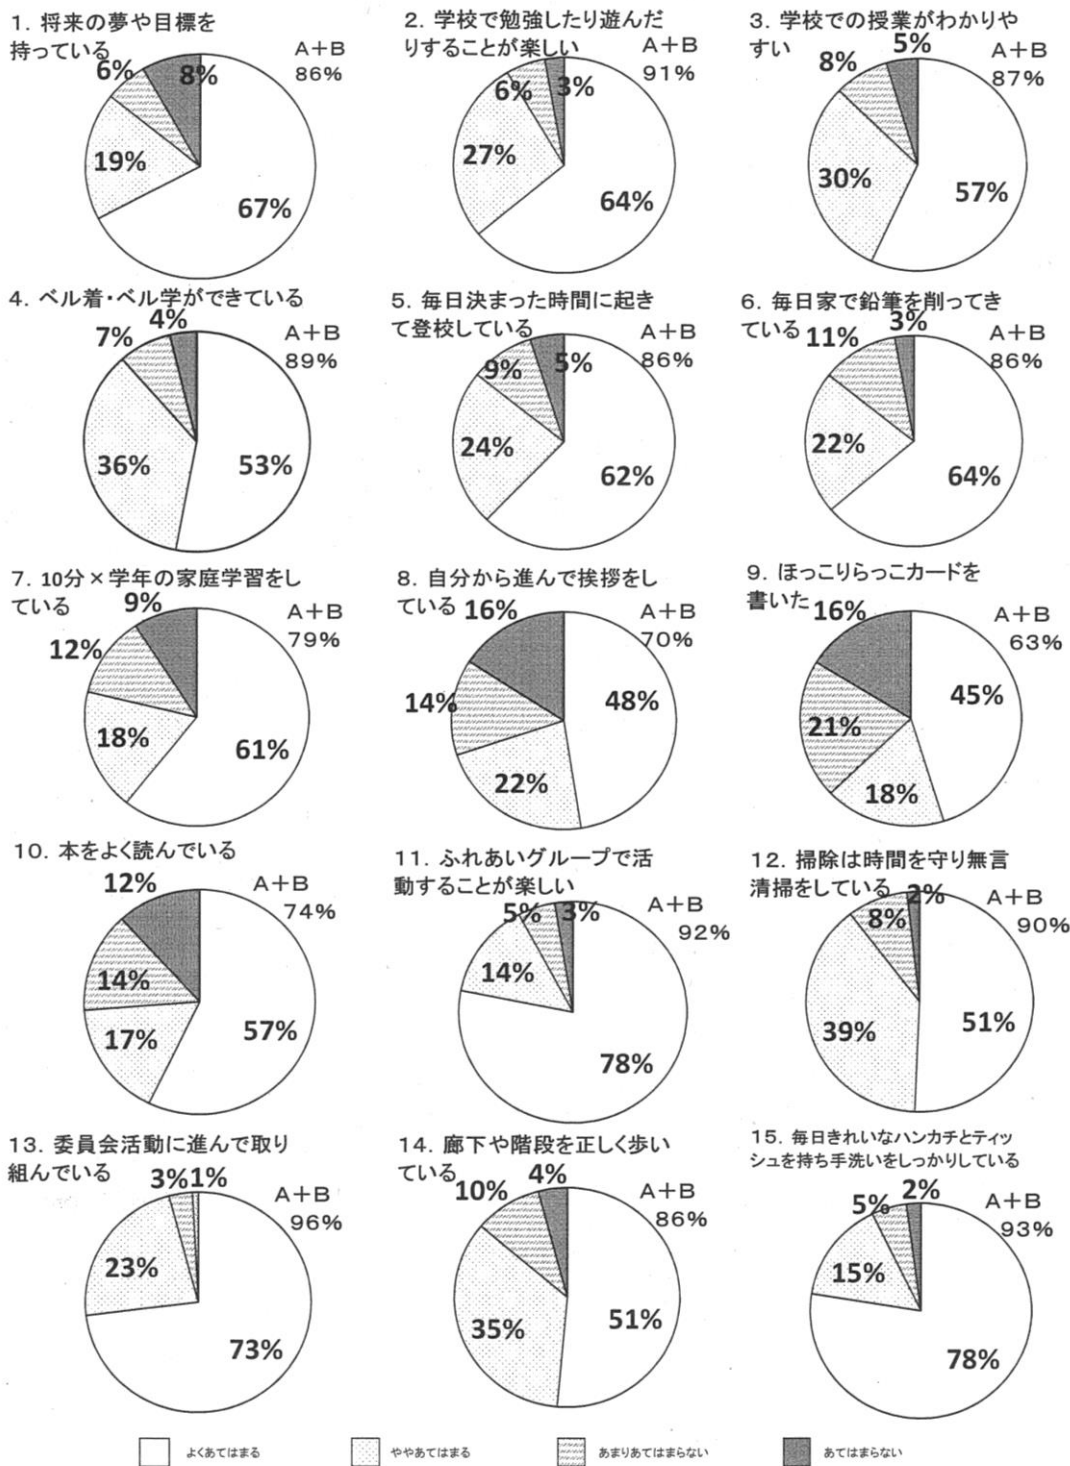 1. 将来の夢や目標を
持っている
A+B
86%
6%
8%
19%
67%
2. 学校で勉強したり遊んだ
りすることが楽しい
A+B
91%
6%
3%
27%
64%
3. 学校での授業がわかりや
すい
A+B
87%
8%
5%
30%
57%
4. ベル着・ベル学ができている
A+B
89%
7%
4%
36%
53%
5. 毎日決まった時間に起き
て登校している
A+B
86%
9%
5%
24%
62%
6. 毎日家で鉛筆を削ってき
ている
A+B
86%
11%
3%
22%
64%
7. 10分×学年の家庭学習をし
ている
A+B
79%
9%
12%
18%
61%
8. 自分から進んで挨拶をし
ている
A+B
70%
16%
14%
48%
22%
9. ほっこりらっこカードを
書いた
A+B
63%
16%
21%
45%
18%
10. 本をよく読んでいる
A+B
74%
12%
14%
17%
57%
11. ふれあいグループで活
動することが楽しい
A+B
92%
5%
3%
14%
78%
12. 掃除は時間を守り無言
清掃をしている
A+B
90%
8%
2%
39%
51%
13. 委員会活動に進んで取り
組んでいる
A+B
96%
3%
1%
23%
73%
14. 廊下や階段を正しく歩い
ている
A+B
86%
10%
4%
35%
51%
15. 毎日きれいなハンカチとティッ
シュを持ち手洗いをしっかりしている
A+B
93%
5%
2%
15%
78%
よくあてはまる
ややあてはまる
あまりあてはまらない
あてはまらない